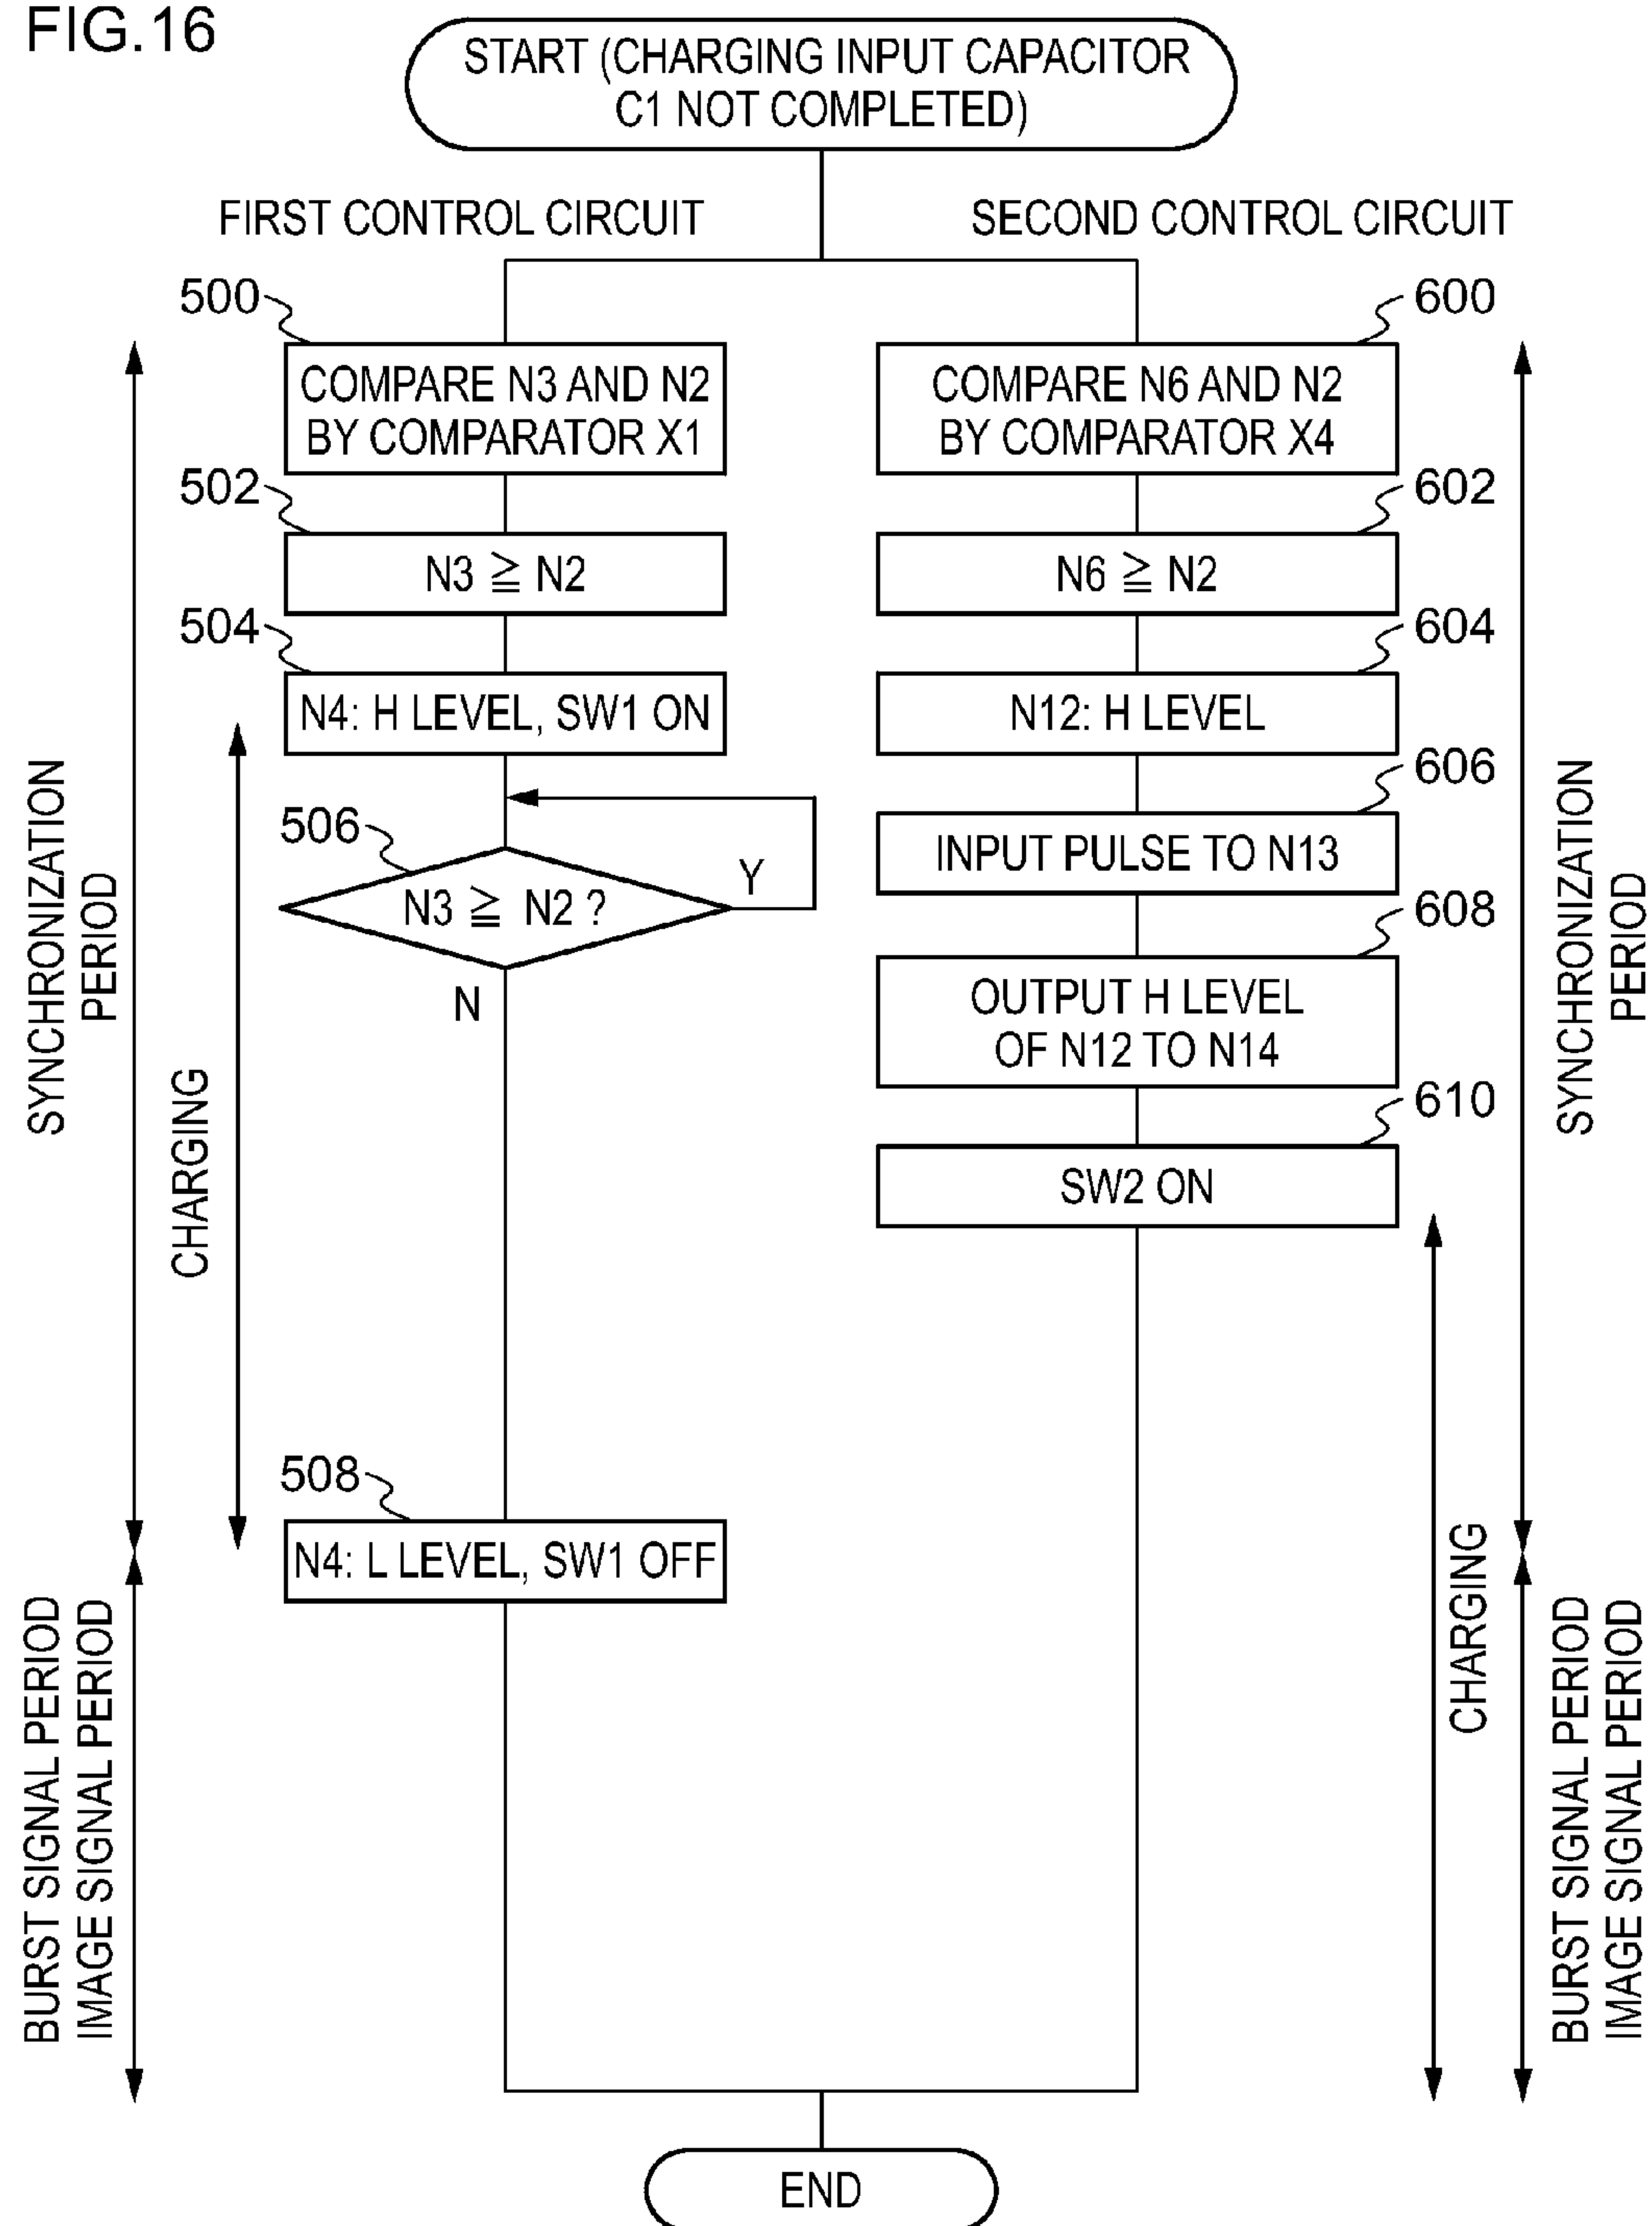 FIG.16
START (CHARGING INPUT CAPACITOR
C1 NOT COMPLETED)
FIRST CONTROL CIRCUIT
SECOND CONTROL CIRCUIT
500
COMPARE N3 AND N2
BY COMPARATOR X1
502
N3 ≧ N2
504
N4: H LEVEL, SW1 ON
506
N3 ≧ N2 ?
Y
N
508
N4: L LEVEL, SW1 OFF
600
COMPARE N6 AND N2
BY COMPARATOR X4
602
N6 ≧ N2
604
N12: H LEVEL
606
INPUT PULSE TO N13
608
OUTPUT H LEVEL
OF N12 TO N14
610
SW2 ON
SYNCHRONIZATION
PERIOD
CHARGING
BURST SIGNAL PERIOD
IMAGE SIGNAL PERIOD
CHARGING
SYNCHRONIZATION
PERIOD
BURST SIGNAL PERIOD
IMAGE SIGNAL PERIOD
END